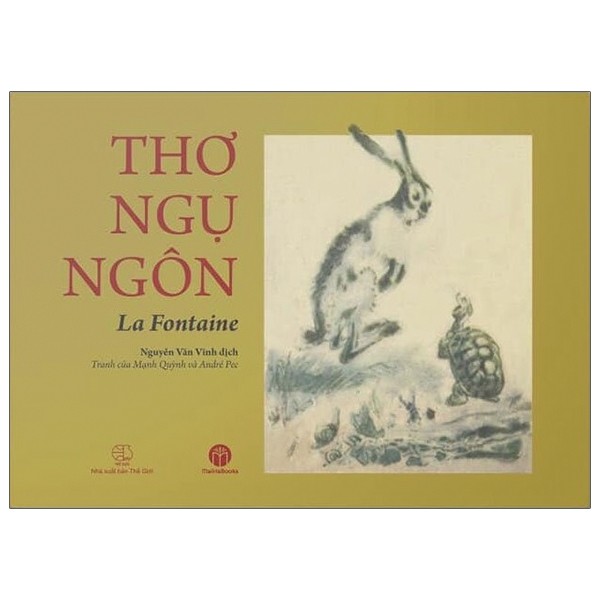 THƠ
NGỤ
NGÔN
La Fontaine
Nguyễn Văn Vĩnh dịch
Tranh của Mạnh Quỳnh và André Pec
Nhà xuất bản Thế Giới
MaiHaBooks